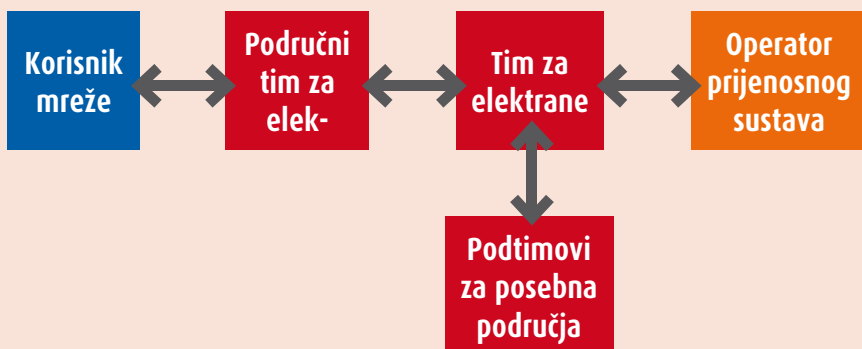 Korisnik
mreže
Područni
tim za
elek-
Tim za
elektrane
Operator
prijenosnog
sustava
Podtimovi
za posebna
područja